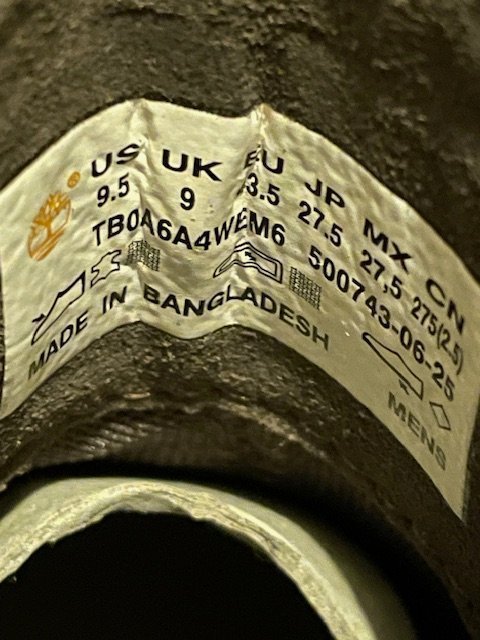 US UK EU JP MX CN
9.5 9 43.5 27.5 27,5 275(2.5)
TB0A6A4WEM6 500743-06-25
MADE IN BANGLADESH MENS
®